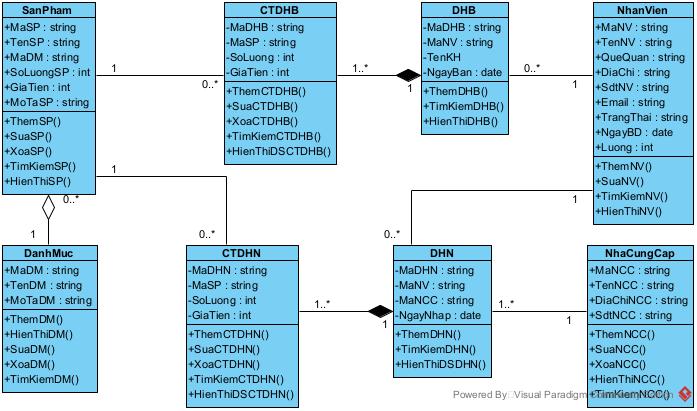 SanPham
+MaSP : string
+TenSP : string
+MaDM : string
+SoLuongSP : int
+GiaTien : int
+MoTaSP : string
+ThemSP()
+SuaSP()
+XoaSP()
+TimKiemSP()
+HienThiSP()
1
0..*
CTDHB
-MaDHB : string
-MaSP : string
-SoLuong : int
-GiaTien : int
+ThemCTDHB()
+SuaCTDHB()
+XoaCTDHB()
+TimKiemCTDHB()
+HienThiDSCTDHB()
1..*
1
DHB
-MaDHB : string
-MaNV : string
-TenKH
-NgayBan : date
+ThemDHB()
+TimKiemDHB()
+HienThiDHB()
0..*
1
NhanVien
+MaNV : string
+TenNV : string
+QueQuan : string
+DiaChi : string
+SdtNV : string
+Email : string
+TrangThai : string
+NgayBD : date
+Luong : int
+ThemNV()
+SuaNV()
+TimKiemNV()
+HienThiNV()
1
0..*
0..*
1
1
0..*
DanhMuc
+MaDM : string
+TenDM : string
+MoTaDM : string
+ThemDM()
+HienThiDM()
+SuaDM()
+XoaDM()
+TimKiemDM()
CTDHN
-MaDHN : string
-MaSP : string
-SoLuong : int
-GiaTien : int
+ThemCTDHN()
+SuaCTDHN()
+XoaCTDHN()
+TimKiemCTDHN()
+HienThiDSCTDHN()
1..*
1
DHN
-MaDHN : string
-MaNV : string
-MaNCC : string
-NgayNhap : date
+ThemDHN()
+TimKiemDHN()
+HienThiDSDHN()
1..*
1
NhaCungCap
+MaNCC : string
+TenNCC : string
+DiaChiNCC : string
+SdtNCC : string
+ThemNCC()
+SuaNCC()
+XoaNCC()
+HienThiNCC()
+TimKiemNCC()
Powered By Visual Paradigm